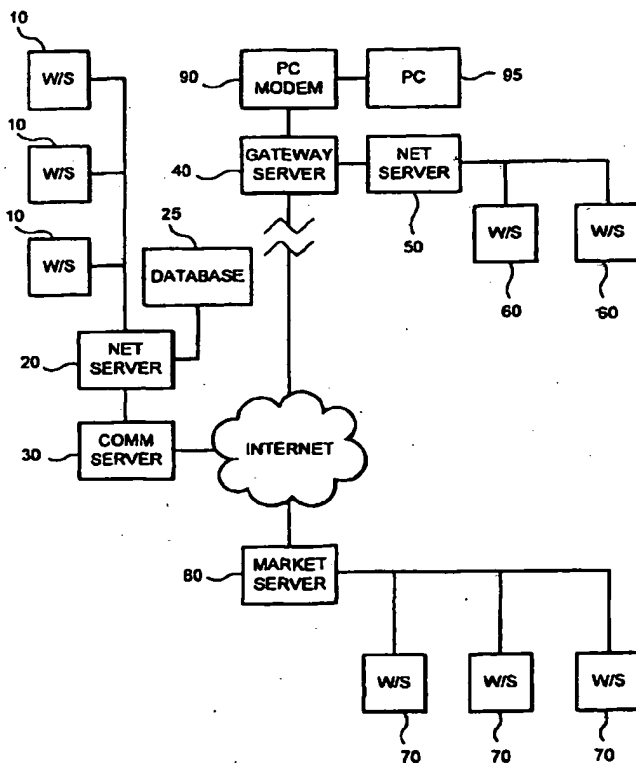 10
W/S
10
W/S
10
W/S
25
DATABASE
NET
SERVER
20
COMM
SERVER
30
90
PC
MODEM
PC
95
GATEWAY
SERVER
40
NET
SERVER
50
W/S
60
W/S
60
INTERNET
MARKET
SERVER
80
W/S
70
W/S
70
W/S
70